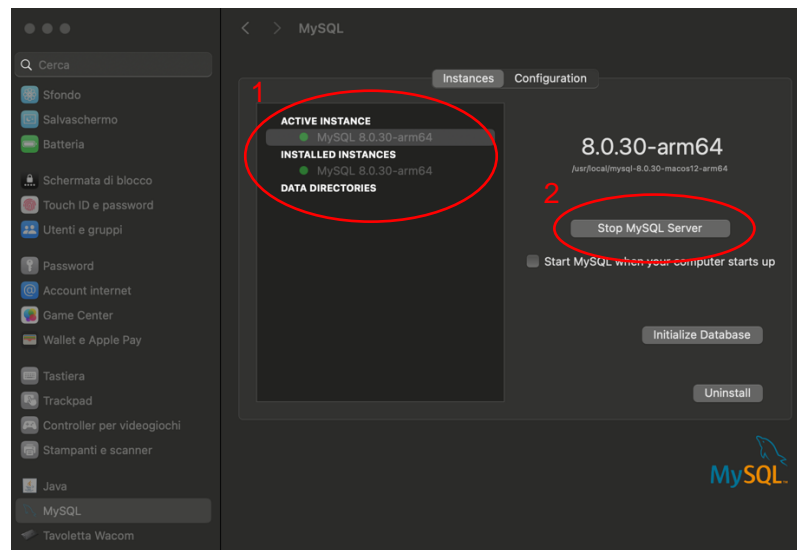 MySQL
Cerca
Sfondo
Salvaschermo
Batteria
Schermata di blocco
Touch ID e password
Utenti e gruppi
Password
Account internet
Game Center
Wallet e Apple Pay
Tastiera
Trackpad
Controller per videogiochi
Stampanti e scanner
Java
MySQL
Tavoletta Wacom
Instances Configuration
1
ACTIVE INSTANCE
MySQL 8.0.30-arm64
INSTALLED INSTANCES
MySQL 8.0.30-arm64
DATA DIRECTORIES
8.0.30-arm64
/usr/local/mysql-8.0.30-macos12-arm64
2
Stop MySQL Server
Start MySQL when your computer starts up
Initialize Database
Uninstall
MySQL